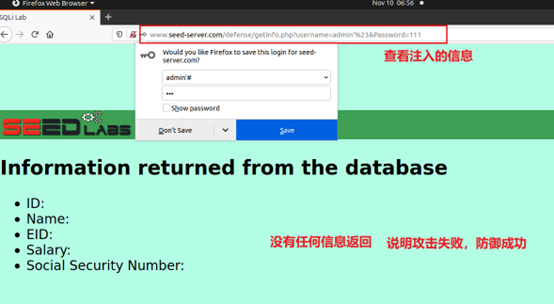 Firefox Web Browser ▾
Nov 10 06:56
SQLi Lab
×
+
www.seed-server.com/defense/getinfo.php?username=admin'%23&Password=111
Would you like Firefox to save this login for seed-server.com?
查看注入的信息
admin'#
•••
Show password
Don't Save
Save
SEEDLABS
Information returned from the database
• ID:
• Name:
• EID:
• Salary:
• Social Security Number:
没有任何信息返回 说明攻击失败，防御成功